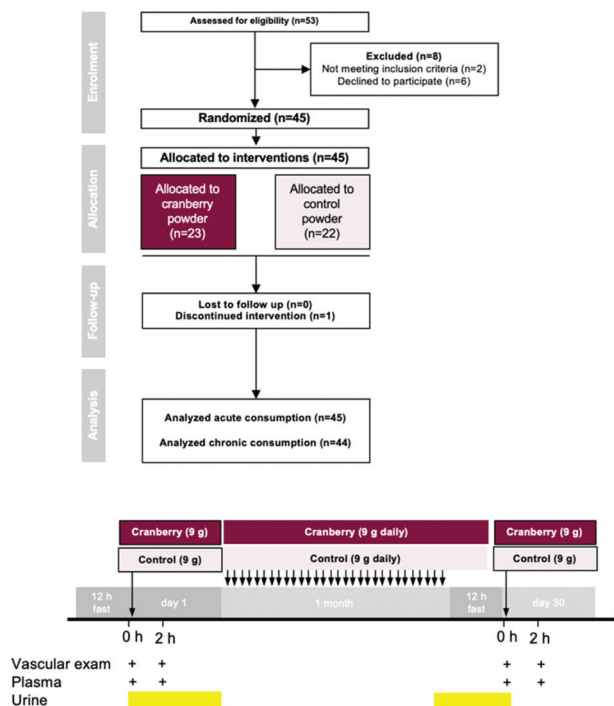 Enrolment
Assessed for eligibility (n=53)
Excluded (n=8)
Not meeting inclusion criteria (n=2)
Declined to participate (n=6)
Randomized (n=45)
Allocation
Allocated to interventions (n=45)
Allocated to
cranberry
powder
(n=23)
Allocated to
control
powder
(n=22)
Follow-up
Lost to follow up (n=0)
Discontinued intervention (n=1)
Analysis
Analyzed acute consumption (n=45)
Analyzed chronic consumption (n=44)
Cranberry (9 g)
Cranberry (9 g daily)
Cranberry (9 g)
Control (9 g)
Control (9 g daily)
Control (9 g)
12 h
fast
day 1
1 month
12 h
fast
day 30
0 h
2 h
0 h
2 h
Vascular exam + + + +
Plasma + + + +
Urine